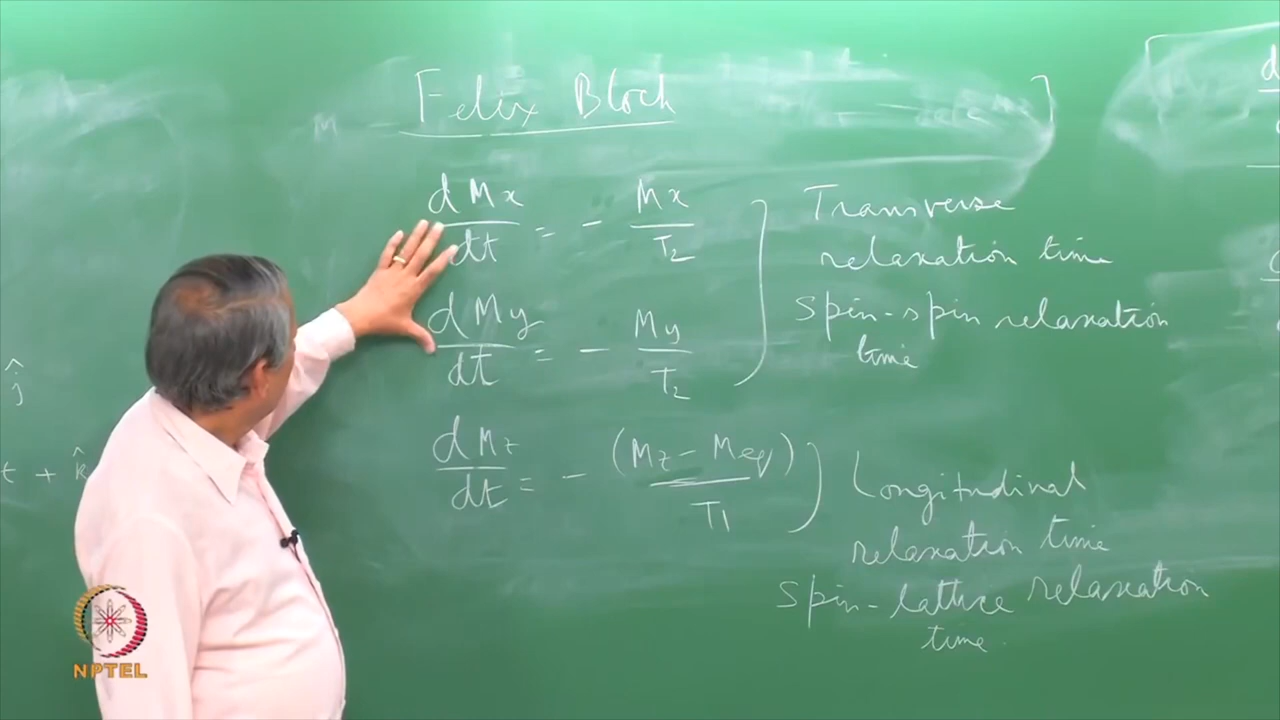 Felix Bloch
dMx/dt = - Mx/T2
Transverse
relaxation time
dMy/dt = - My/T2
Spin-spin relaxation
time
dMz/dt = - (Mz - Meq)/T1
Longitudinal
relaxation time
Spin-lattice relaxation
time.
ĵ
t + k̂
d
NPTEL